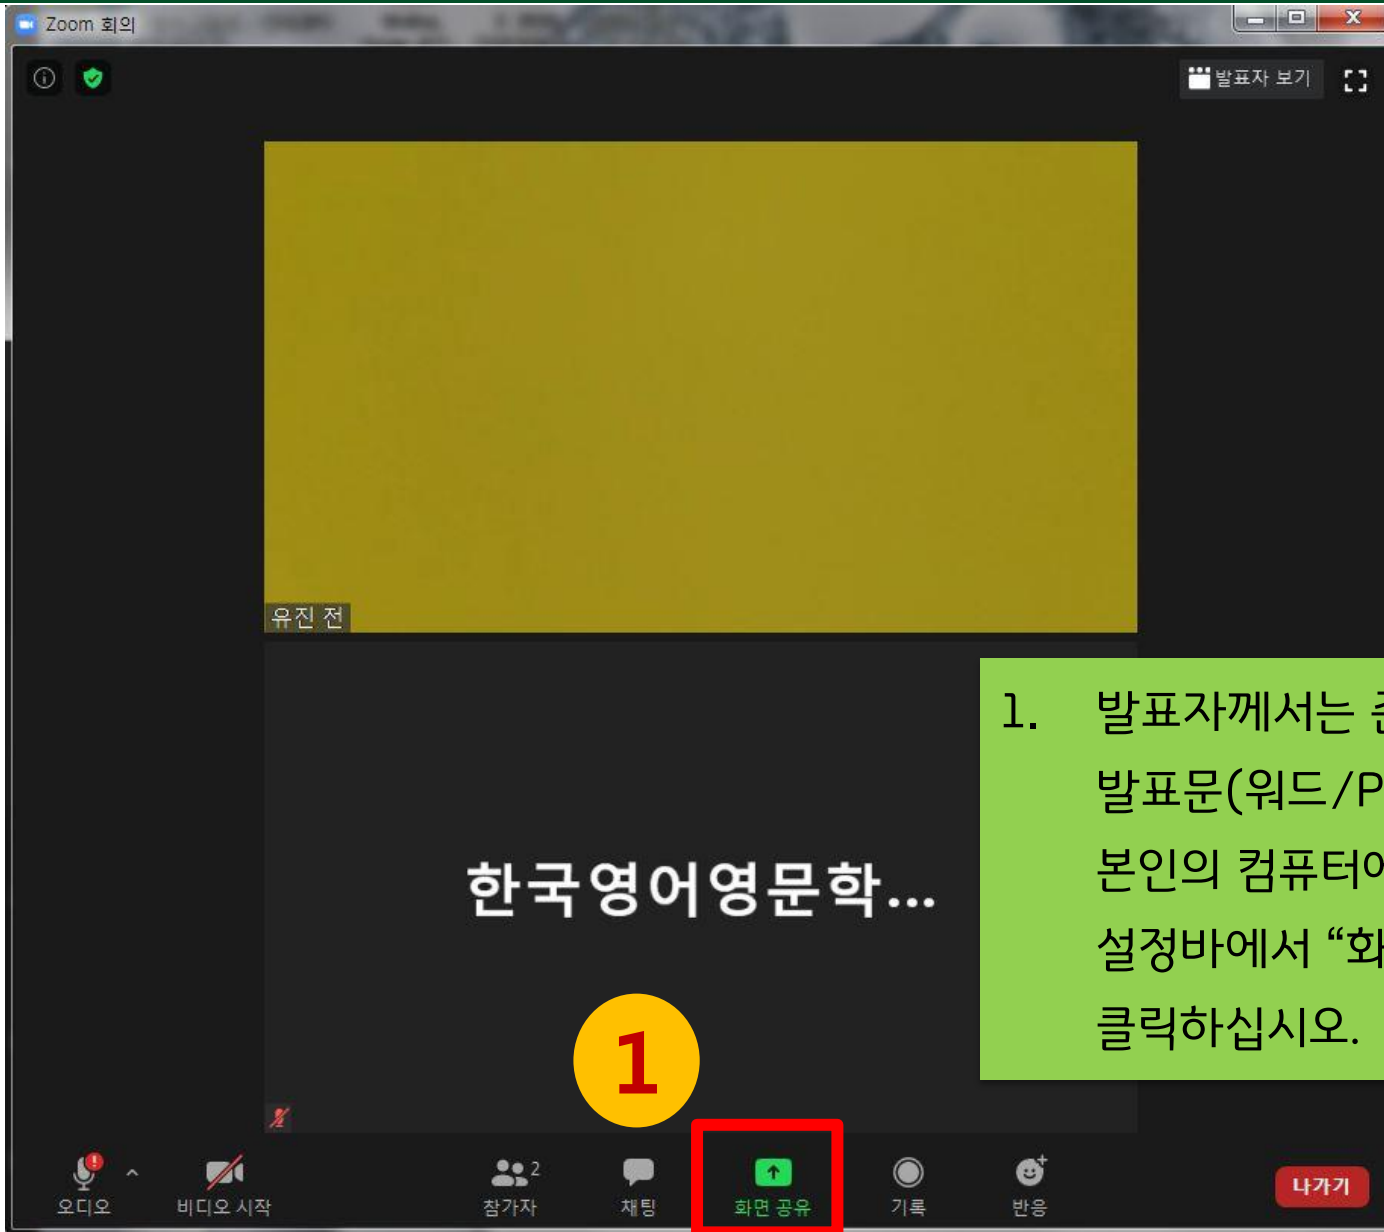 Zoom 회의
발표자 보기
유진 전
한국영어영문학...
1. 발표자께서는
발표문(워드/P
본인의 컴퓨터에
설정바에서 “화
클릭하십시오.
1
오디오
비디오 시작
2
참가자
채팅
화면 공유
기록
반응
나가기